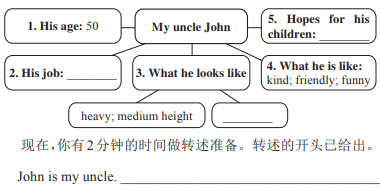 1. His age: 50
My uncle John
5. Hopes for his
children: ________
2. His job: ________
3. What he looks like
4. What he is like:
kind; friendly; funny
heavy; medium height
________
现在，你有2分钟的时间做转述准备。转述的开头已给出。
John is my uncle. ________